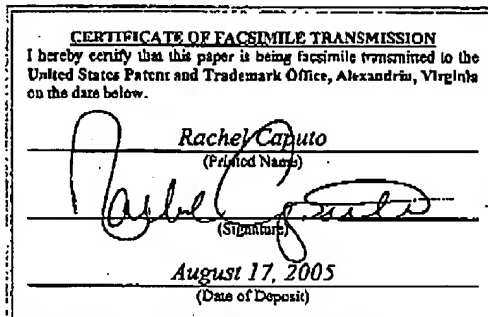 CERTIFICATE OF FACSIMILE TRANSMISSION
I hereby certify that this paper is being facsimile transmitted to the
United States Patent and Trademark Office, Alexandria, Virginia
on the date below.
Rachel Caputo
(Printed Name)
Rachel Caputo
(Signature)
August 17, 2005
(Date of Deposit)